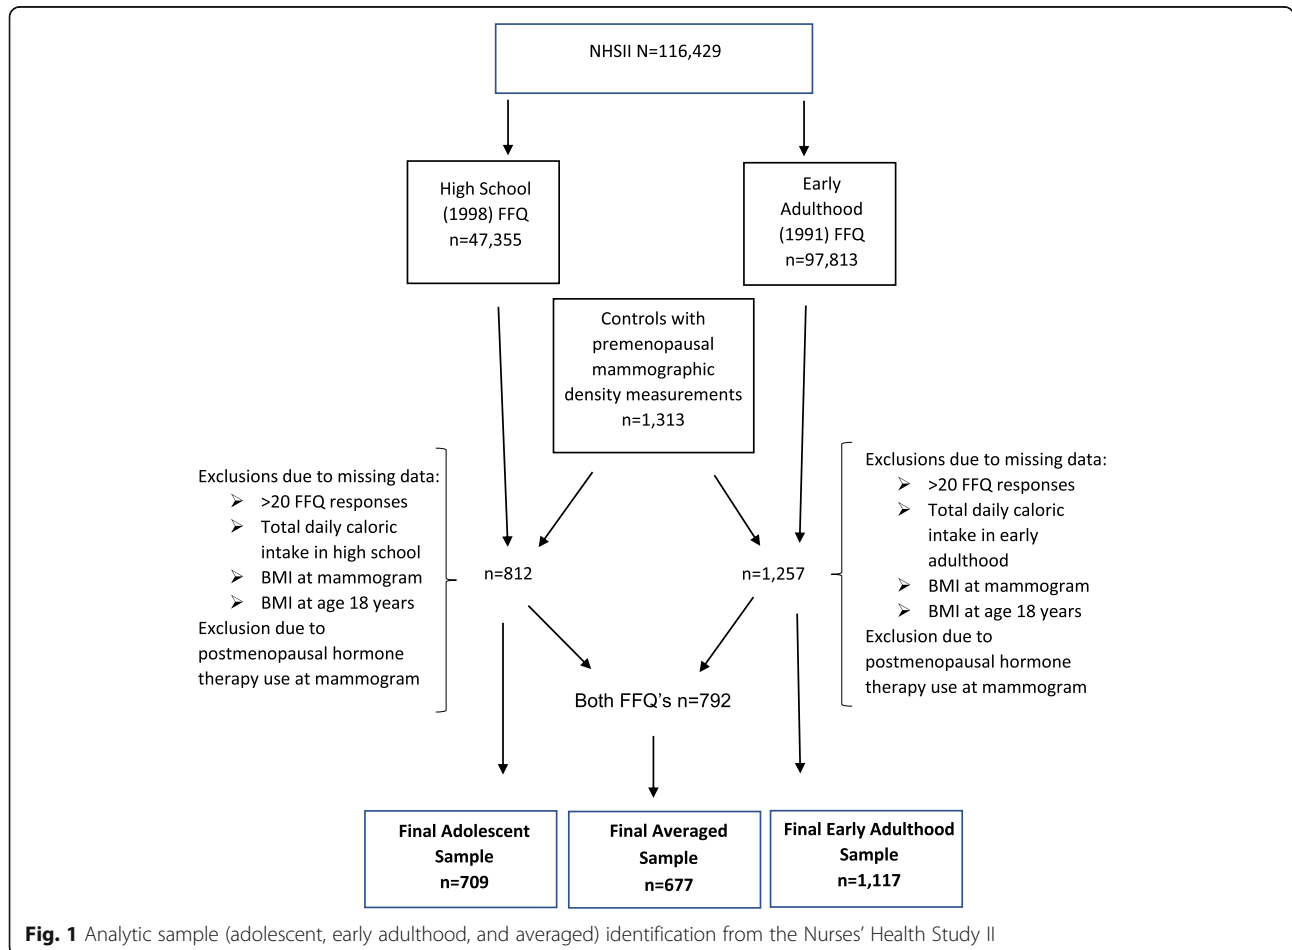 NHSII N=116,429
High School
(1998) FFQ
n=47,355
Early
Adulthood
(1991) FFQ
n=97,813
Controls with
premenopausal
mammographic
density measurements
n=1,313
Exclusions due to missing data:
➢ >20 FFQ responses
➢ Total daily caloric
intake in high school
➢ BMI at mammogram
➢ BMI at age 18 years
Exclusion due to
postmenopausal hormone
therapy use at mammogram
n=812
n=1,257
Exclusions due to missing data:
➢ >20 FFQ responses
➢ Total daily caloric
intake in early
adulthood
➢ BMI at mammogram
➢ BMI at age 18 years
Exclusion due to
postmenopausal hormone
therapy use at mammogram
Both FFQ's n=792
Final Adolescent
Sample
n=709
Final Averaged
Sample
n=677
Final Early Adulthood
Sample
n=1,117
Fig. 1 Analytic sample (adolescent, early adulthood, and averaged) identification from the Nurses' Health Study II